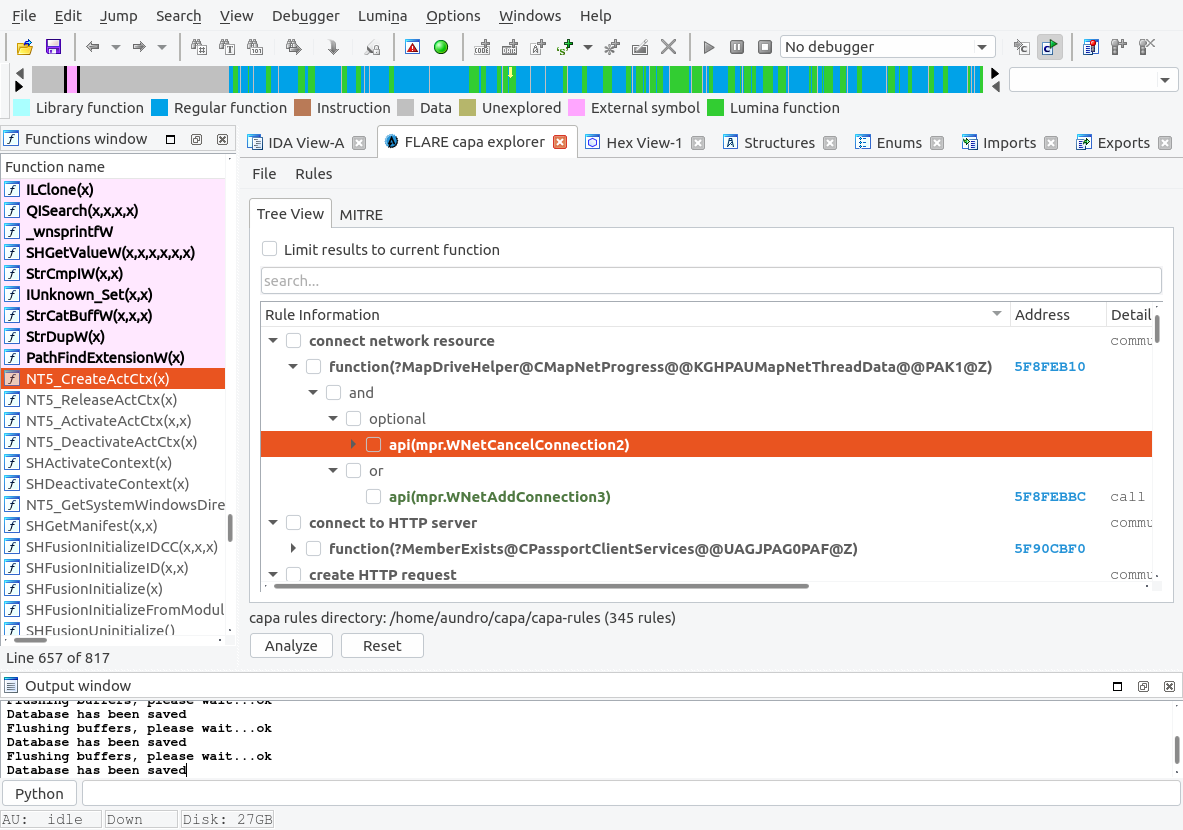 File Edit Jump Search View Debugger Lumina Options Windows Help
No debugger
Library function Regular function Instruction Data Unexplored External symbol Lumina function
Functions window
IDA View-A FLARE capa explorer Hex View-1 Structures Enums Imports Exports
Function name
ILClone(x)
QISearch(x,x,x,x)
_wnsprintfW
SHGetValueW(x,x,x,x,x,x)
StrCmpIW(x,x)
IUnknown_Set(x,x)
StrCatBuffW(x,x,x)
StrDupW(x)
PathFindExtensionW(x)
NT5_CreateActCtx(x)
NT5_ReleaseActCtx(x)
NT5_ActivateActCtx(x,x)
NT5_DeactivateActCtx(x)
SHActivateContext(x)
SHDeactivateContext(x)
NT5_GetSystemWindowsDire
SHGetManifest(x,x)
SHFusionInitializeIDCC(x,x,x)
SHFusionInitializeID(x,x)
SHFusionInitialize(x)
SHFusionInitializeFromModul
SHFusionUninitialize()
Line 657 of 817
File Rules
Tree View MITRE
Limit results to current function
search...
Rule Information Address Detail
connect network resource commu
function(?MapDriveHelper@CMapNetProgress@@KGHPAUMapNetThreadData@@PAK1@Z) 5F8FEB10
and
optional
api(mpr.WNetCancelConnection2)
or
api(mpr.WNetAddConnection3) 5F8FEBBC call
connect to HTTP server commu
function(?MemberExists@CPassportClientServices@@UAGJPAG0PAF@Z) 5F90CBF0
create HTTP request commu
capa rules directory: /home/aundro/capa/capa-rules (345 rules)
Analyze Reset
Output window
Flushing buffers, please wait...ok
Database has been saved
Flushing buffers, please wait...ok
Database has been saved
Flushing buffers, please wait...ok
Database has been saved
Python
AU: idle Down Disk: 27GB